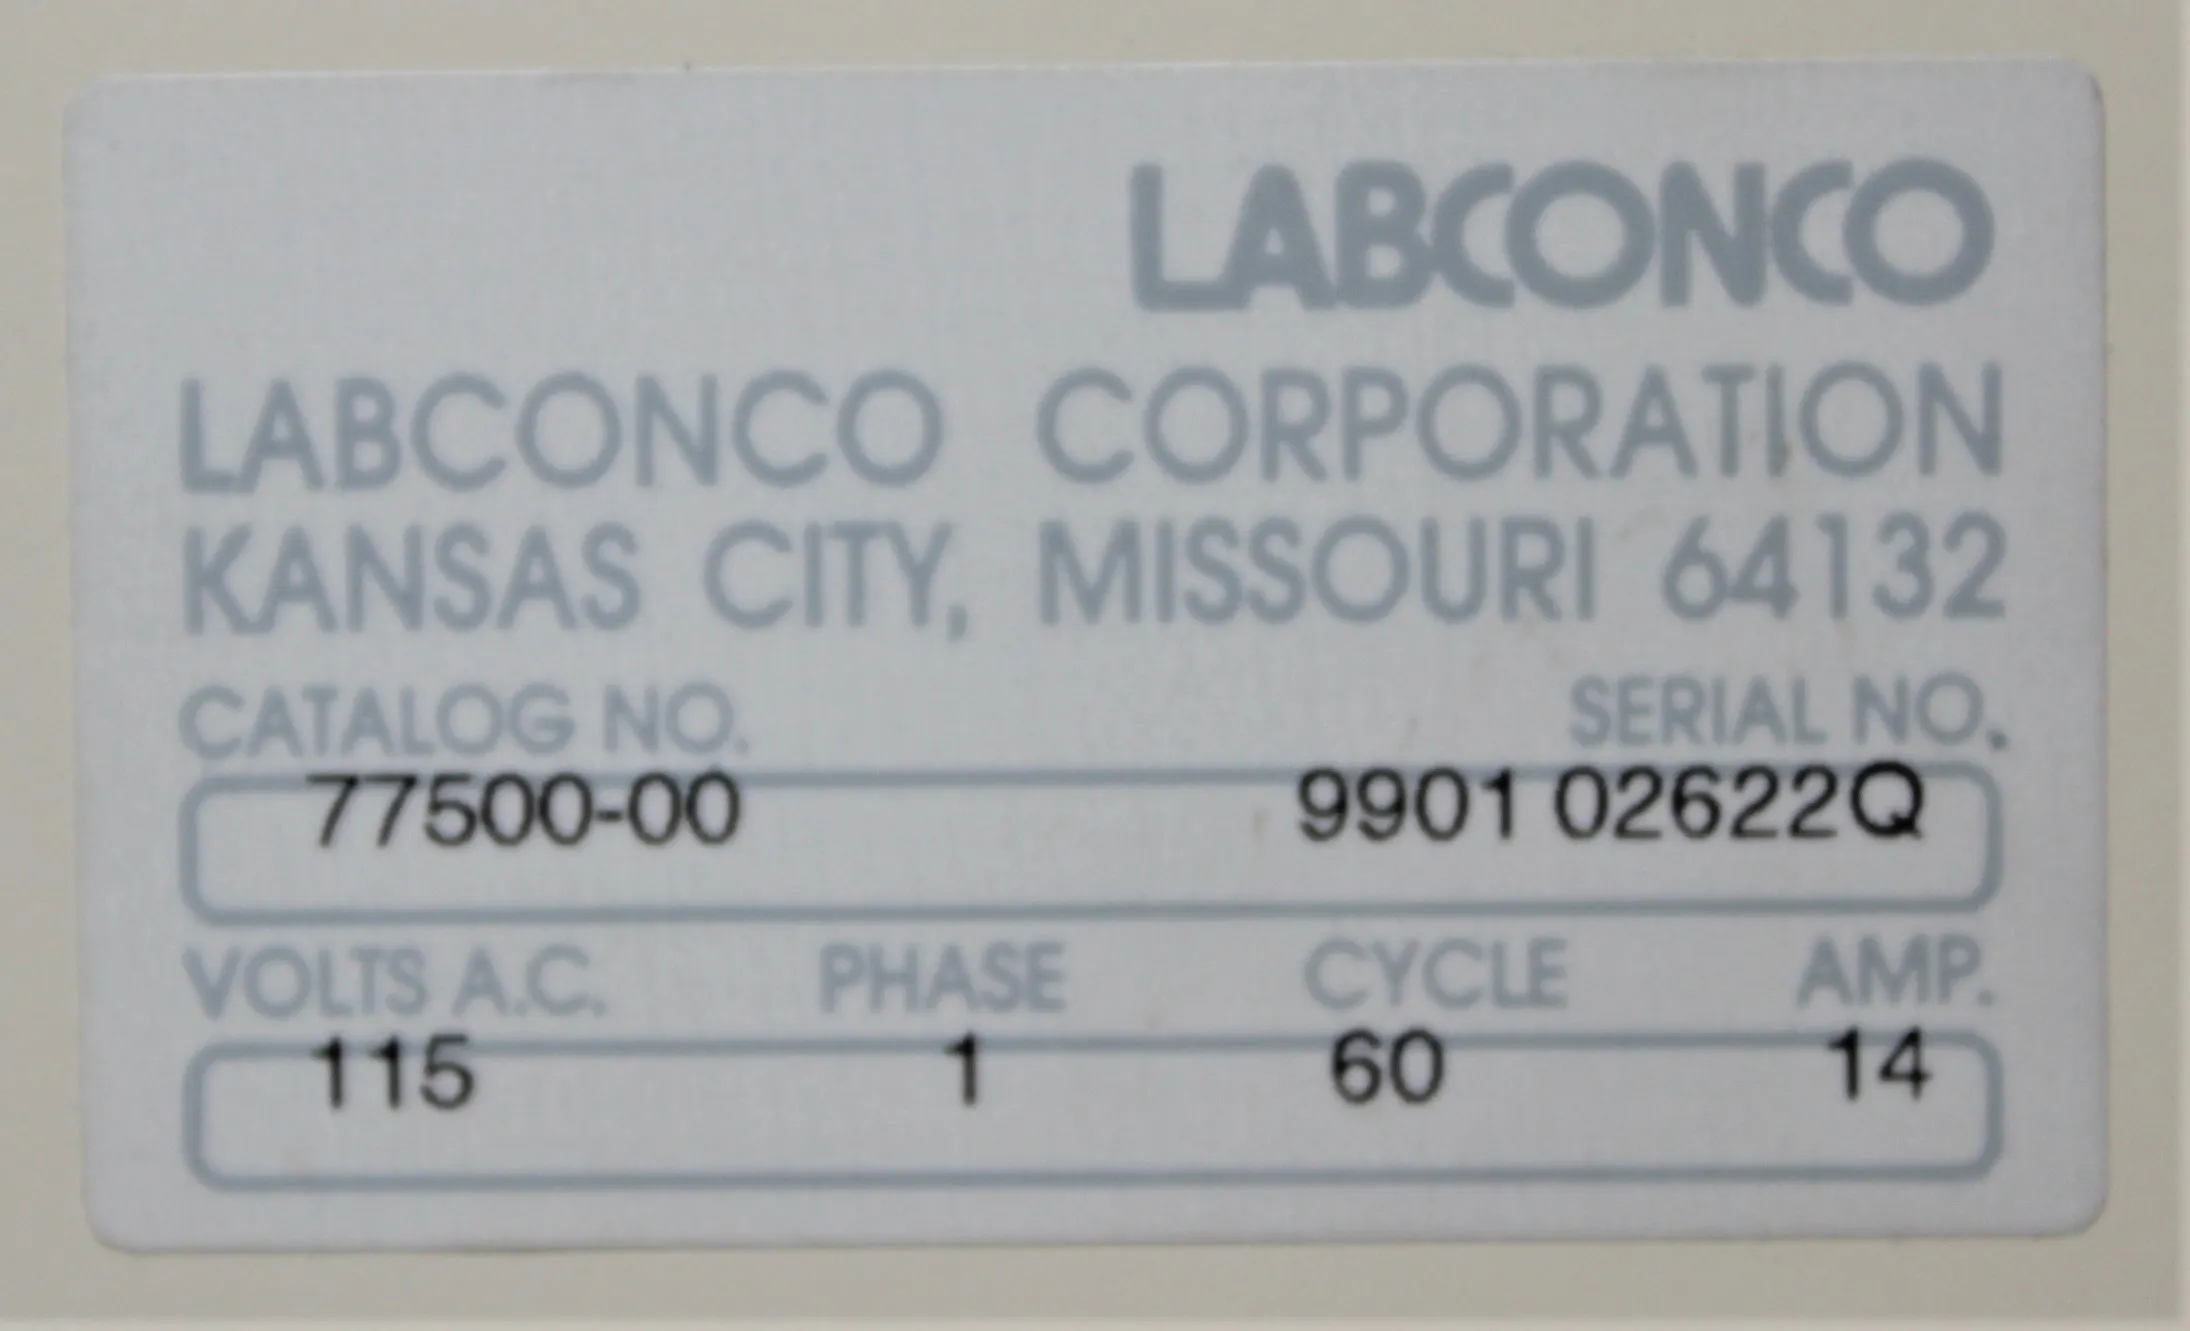 LABCONCO
LABCONCO CORPORATION
KANSAS CITY, MISSOURI 64132
CATALOG NO. SERIAL NO.
77500-00 9901 02622Q
VOLTS A.C. PHASE CYCLE AMP.
115 1 60 14